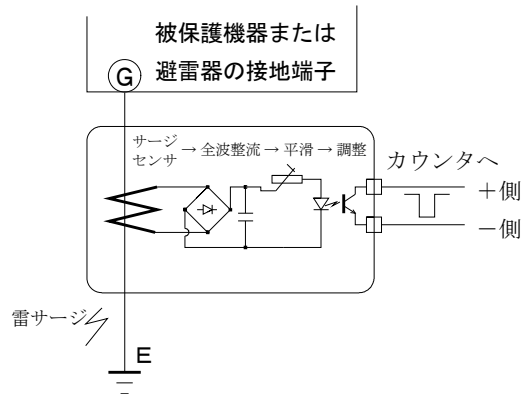 被保護機器または
避雷器の接地端子
G
サージ
センサ → 全波整流 → 平滑 → 調整
カウンタへ
+側
−側
雷サージ
E